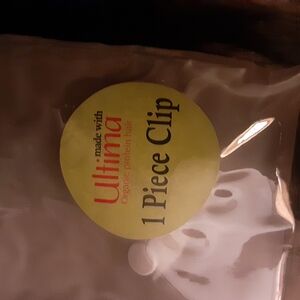 made with
Ultima
Organic protein hair
1 Piece Clip